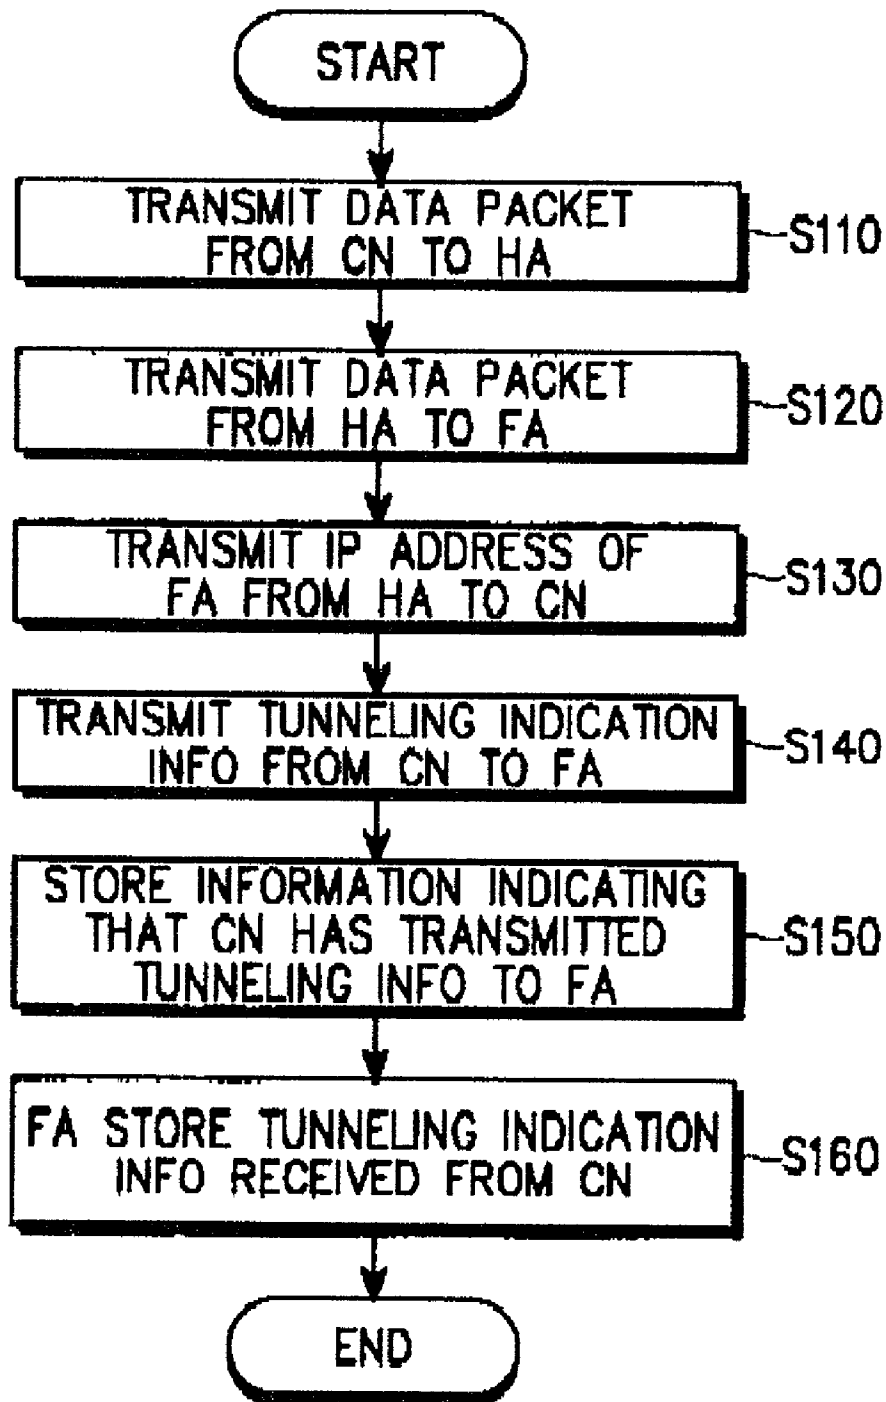 START
TRANSMIT DATA PACKET
FROM CN TO HA
S110
TRANSMIT DATA PACKET
FROM HA TO FA
S120
TRANSMIT IP ADDRESS OF
FA FROM HA TO CN
S130
TRANSMIT TUNNELING INDICATION
INFO FROM CN TO FA
S140
STORE INFORMATION INDICATING
THAT CN HAS TRANSMITTED
TUNNELING INFO TO FA
S150
FA STORE TUNNELING INDICATION
INFO RECEIVED FROM CN
S160
END